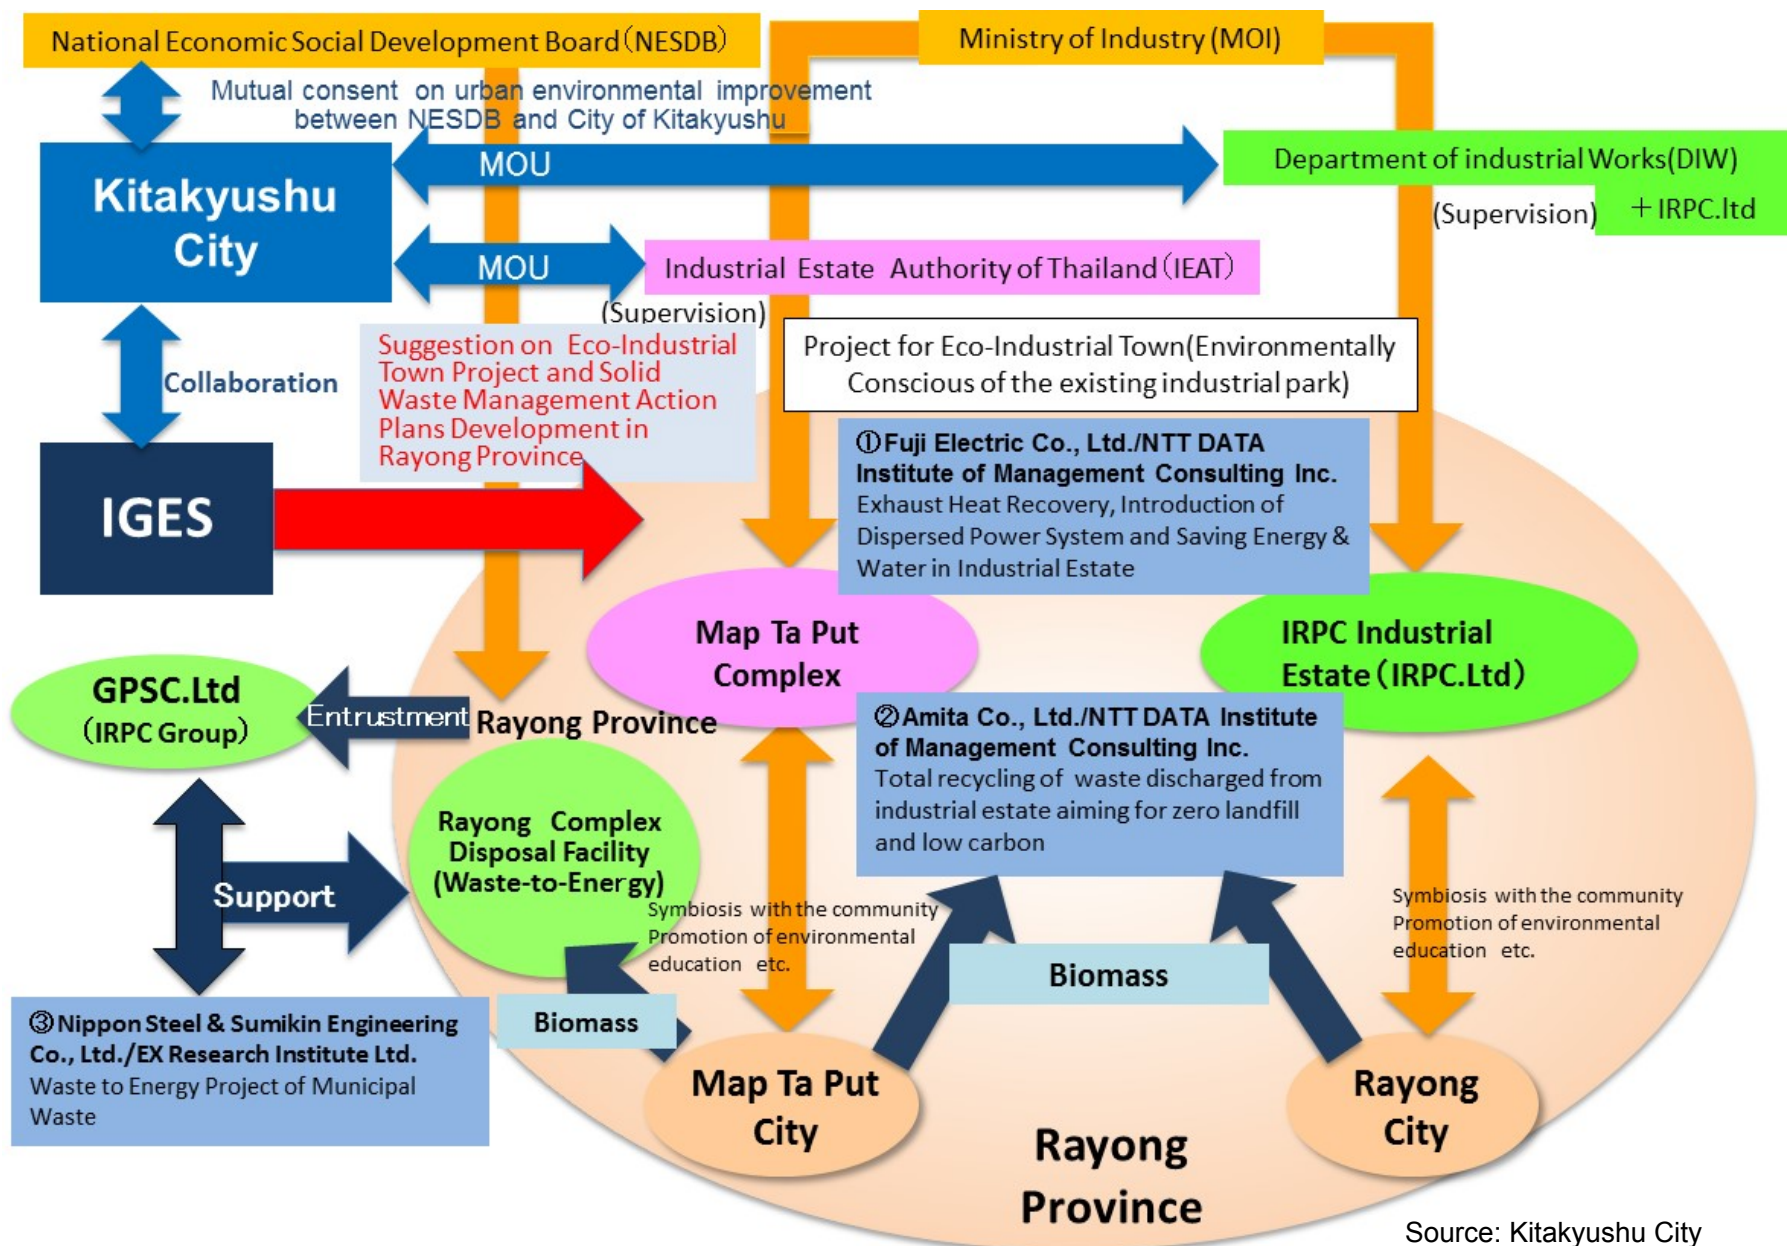 National Economic Social Development Board(NESDB)
Ministry of Industry (MOI)
Mutual consent on urban environmental improvement
between NESDB and City of Kitakyushu
Kitakyushu
City
MOU
Department of industrial Works(DIW)
(Supervision)
＋IRPC.ltd
MOU
Industrial Estate Authority of Thailand(IEAT)
(Supervision)
Suggestion on Eco-Industrial
Town Project and Solid
Waste Management Action
Plans Development in
Rayong Province
Project for Eco-Industrial Town(Environmentally
Conscious of the existing industrial park)
Collaboration
IGES
①Fuji Electric Co., Ltd./NTT DATA
Institute of Management Consulting Inc.
Exhaust Heat Recovery, Introduction of
Dispersed Power System and Saving Energy &
Water in Industrial Estate
Map Ta Put
Complex
IRPC Industrial
Estate(IRPC.Ltd)
GPSC.Ltd
(IRPC Group)
Entrustment
Rayong Province
②Amita Co., Ltd./NTT DATA Institute
of Management Consulting Inc.
Total recycling of waste discharged from
industrial estate aiming for zero landfill
and low carbon
Rayong Complex
Disposal Facility
(Waste-to-Energy)
Support
Symbiosis with the community
Promotion of environmental
education etc.
Symbiosis with the community
Promotion of environmental
education etc.
Biomass
Biomass
③Nippon Steel & Sumikin Engineering
Co., Ltd./EX Research Institute Ltd.
Waste to Energy Project of Municipal
Waste
Map Ta Put
City
Rayong
City
Rayong
Province
Source: Kitakyushu City